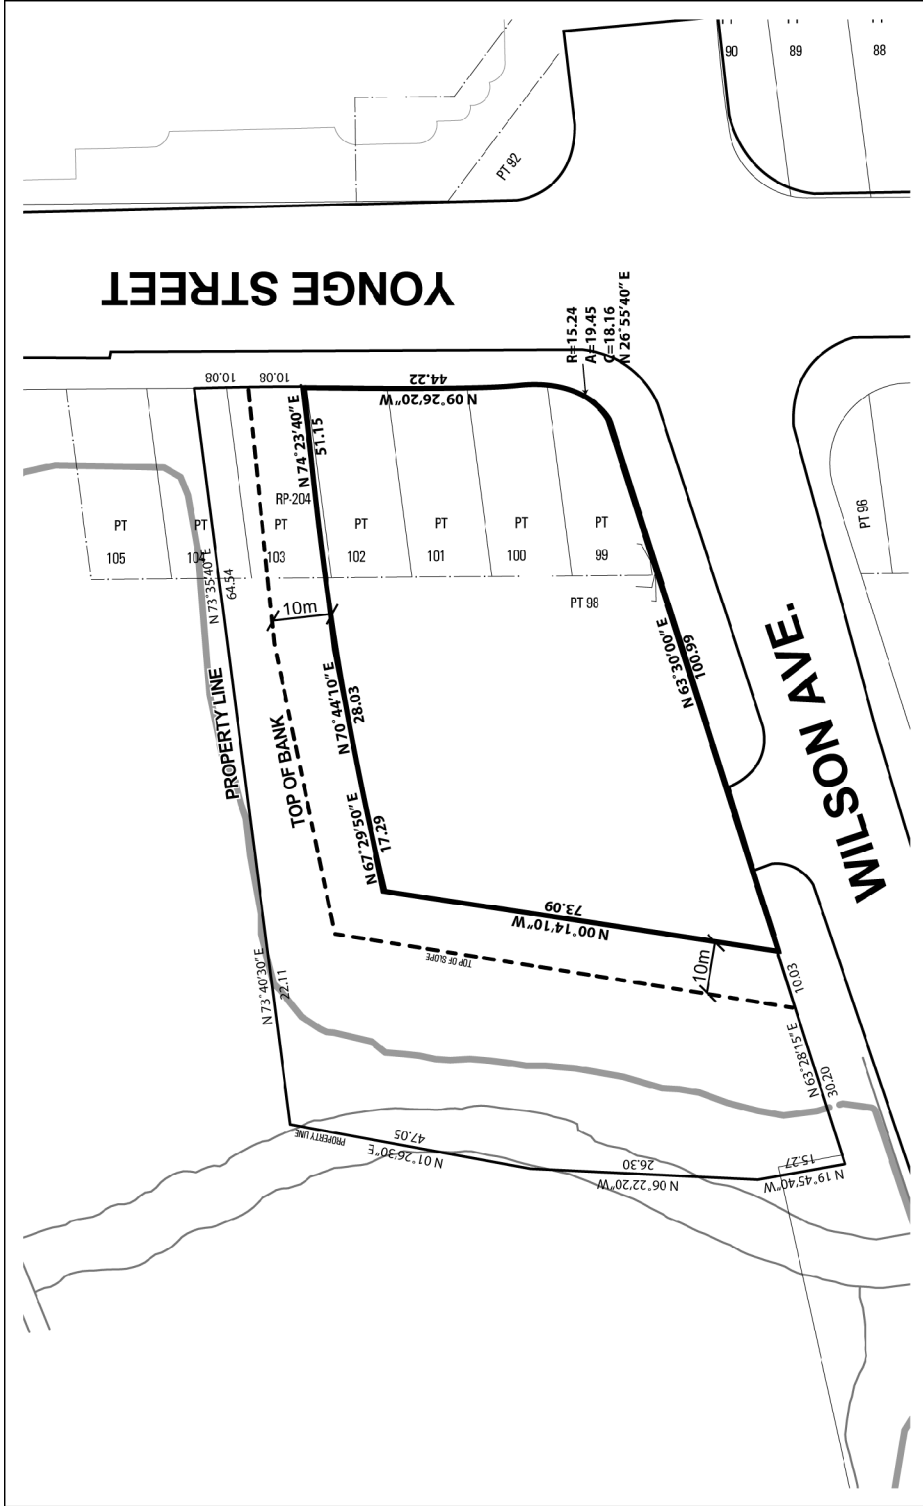 90
89
88
PT 92
YONGE STREET
R=15.24
A=19.45
C=18.16
N 26°55'40" E
10.08
10.08
44.22
N 09°26'20" W
N 74°23'40" E
51.15
RP-204
PT
105
PT
104
PT
103
PT
102
PT
101
PT
100
PT
99
PT 98
PT 96
N 73°35'40" E
64.54
10m
N 63°30'00" E
100.99
WILSON AVE.
PROPERTY LINE
TOP OF BANK
N 70°44'10" E
28.03
N 67°29'50" E
17.29
73.09
N 00°14'10" W
TOP OF SLOPE
10m
10.03
N 73°40'30" E
22.11
N 63°28'15" E
30.20
PROPERTY LINE
47.05
N 01°26'30" E
26.30
N 06°22'20" W
15.27
N 19°45'40" W